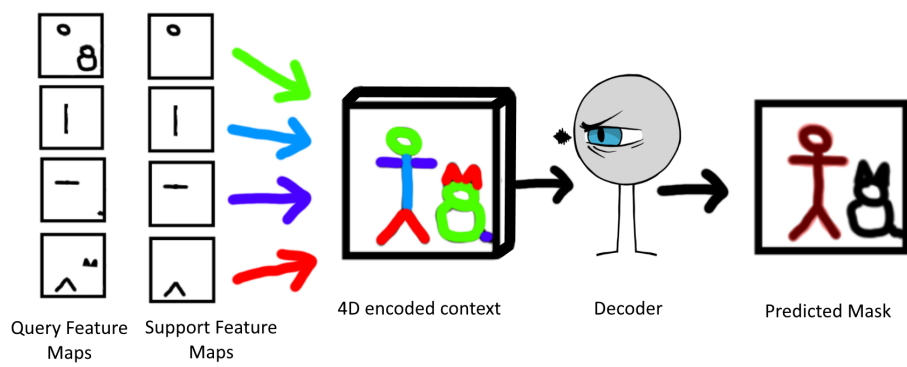 Query Feature
Maps
Support Feature
Maps
4D encoded context
Decoder
Predicted Mask